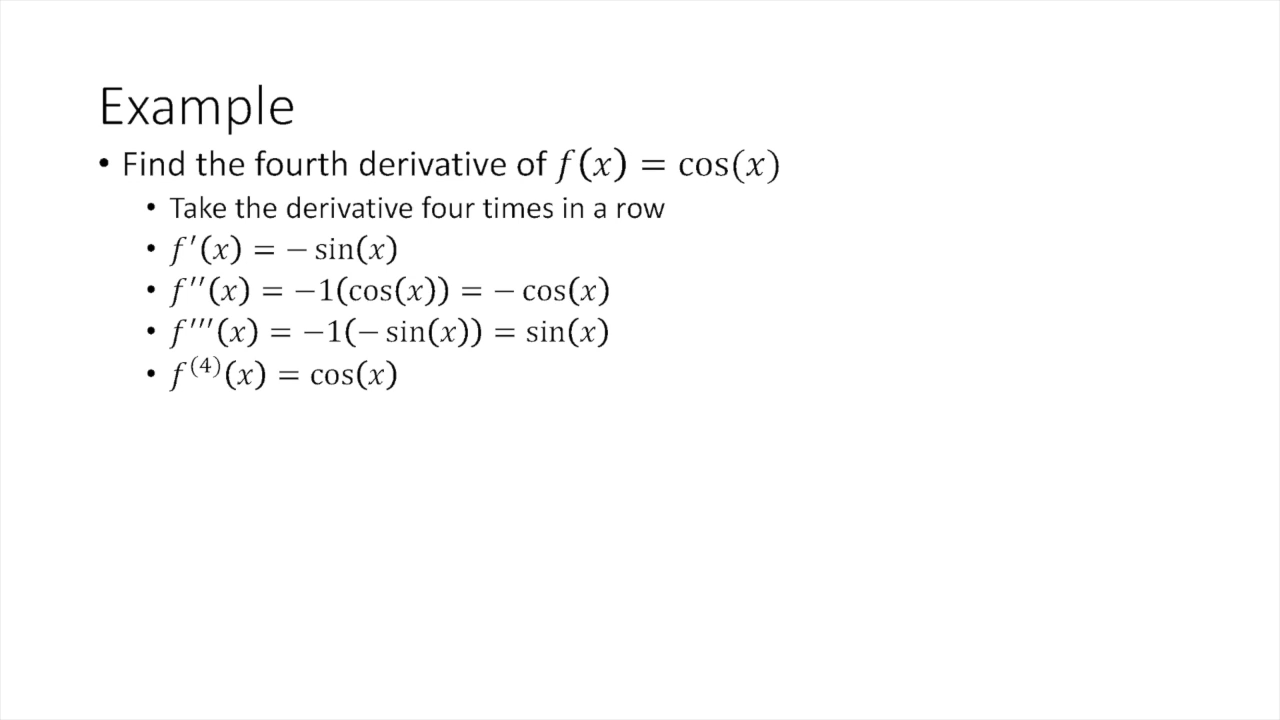 Example
• Find the fourth derivative of f(x) = cos(x)
• Take the derivative four times in a row
• f′(x) = − sin(x)
• f′′(x) = −1(cos(x)) = − cos(x)
• f′′′(x) = −1(− sin(x)) = sin(x)
• f⁽⁴⁾(x) = cos(x)